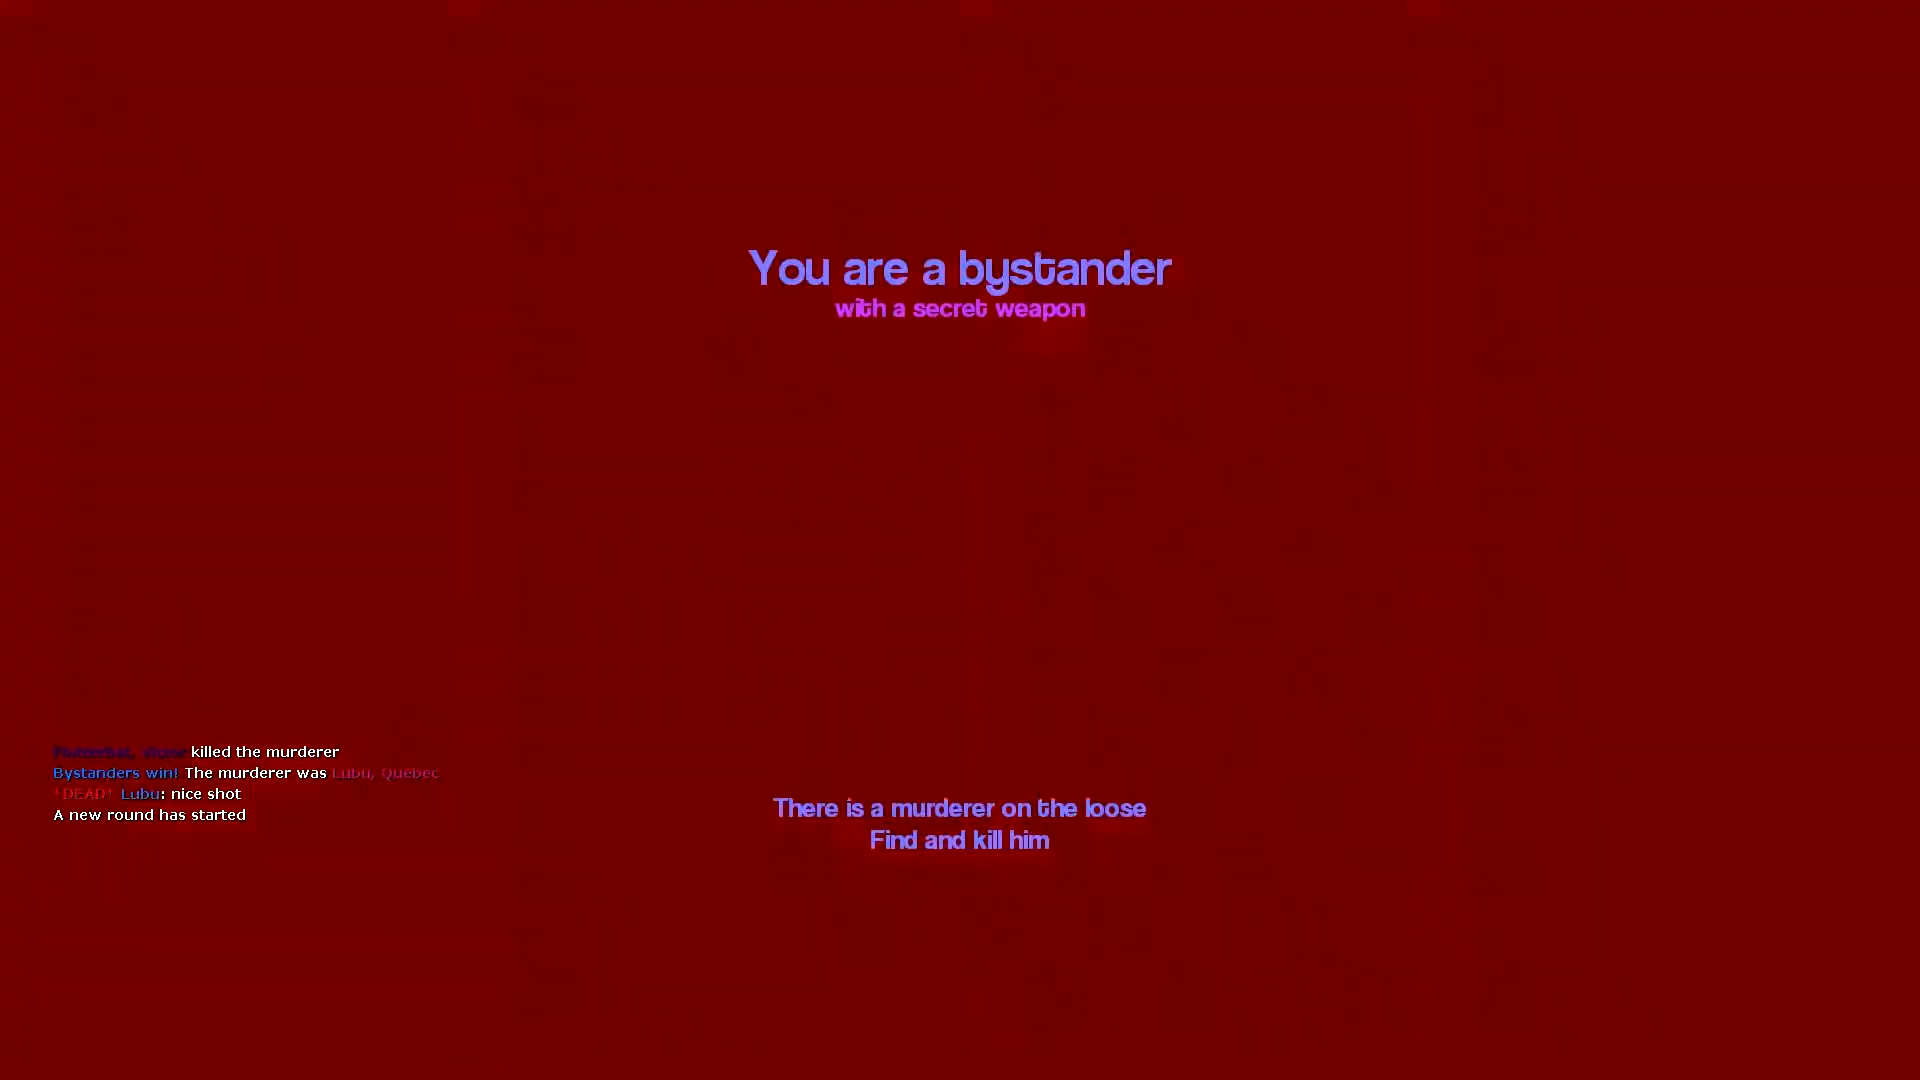 You are a bystander
with a secret weapon
killed the murderer
Bystanders win! The murderer was Lubu, Quebec
*DEAD* Lubu: nice shot
A new round has started
There is a murderer on the loose
Find and kill him